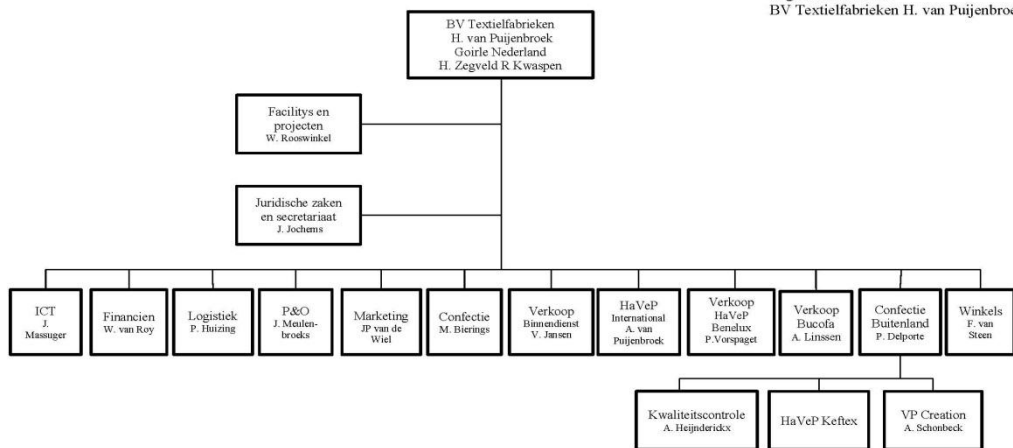 BV Textielfabrieken H. van Puijenbroe
BV Textielfabrieken
H. van Puijenbroek
Goirle Nederland
H. Zegveld R Kwaspen
Facilitys en
projecten
W. Rooswinkel
Juridische zaken
en secretariaat
J. Jochems
ICT
J.
Massuger
Financien
W. van Roy
Logistiek
P. Huizing
P&O
J. Meulen-
broeks
Marketing
JP van de
Wiel
Confectie
M. Bierings
Verkoop
Binnendienst
V. Jansen
HaVeP
International
A. van
Puijenbroek
Verkoop
HaVeP
Benelux
P.Vorspaget
Verkoop
Bucofa
A. Linssen
Confectie
Buitenland
P. Delporte
Winkels
F. van
Steen
Kwaliteitscontrole
A. Heijnderickx
HaVeP Keftex
VP Creation
A. Schonbeck